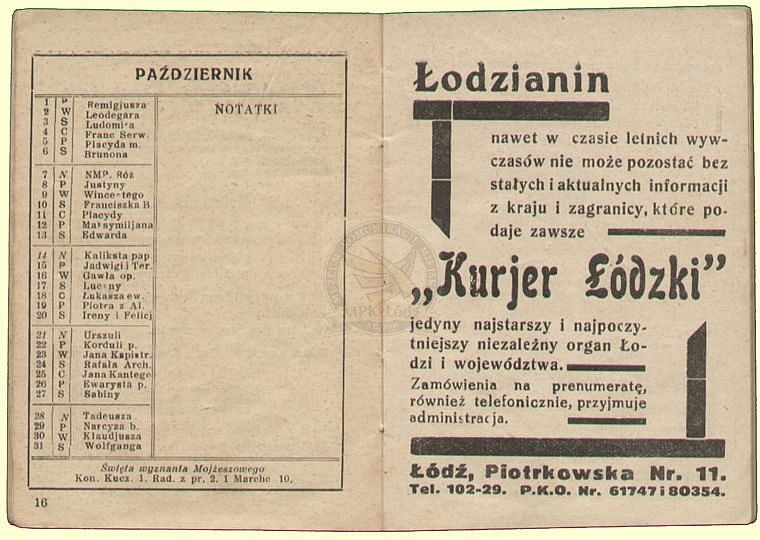 PAŹDZIERNIK
NOTATKI
1 P Remigjusza
2 W Leodegara
3 S Ludomira
4 C Franc Serw.
5 P Placyda m.
6 S Brunona
7 N NMP. Róż
8 P Justyny
9 W Wincentego
10 S Franciszka B.
11 C Placydy
12 P Maksymiljana
13 S Edwarda
14 N Kaliksta pap
15 P Jadwigi i Ter.
16 W Gawła op.
17 S Lucyny
18 C Łukasza ew.
19 P Piotra z Al.
20 S Ireny i Felicj
21 N Urszuli
22 P Korduli p.
23 W Jana Kapistr.
24 S Rafała Arch.
25 C Jana Kantego
26 P Ewarysta p.
27 S Sabiny
28 N Tadeusza
29 P Narcyza b.
30 W Klaudjusza
31 S Wolfganga
Święta wyznania Mojżeszowego
Kon. Kucz. 1. Rad. z pr. 2. 1 Marchc 10.
16
Łodzianin
nawet w czasie letnich wyw-
czasów nie może pozostać bez
stałych i aktualnych informacji
z kraju i zagranicy, które po-
daje zawsze
„Kurjer Łódzki”
jedyny najstarszy i najpoczy-
tniejszy niezależny organ Ło-
dzi i województwa.
Zamówienia na prenumeratę,
również telefonicznie, przyjmuje
administracja.
Łódź, Piotrkowska Nr. 11.
Tel. 102-29. P.K.O. Nr. 61747 i 80354.